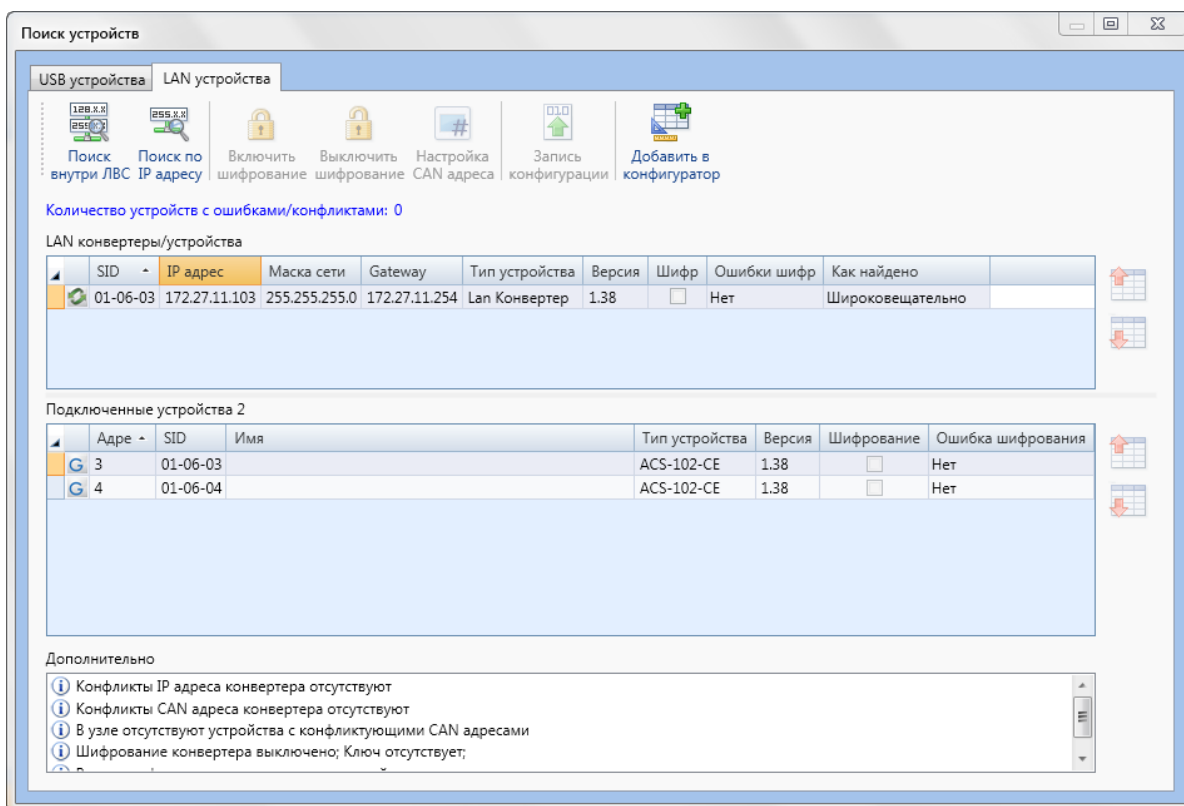 Поиск устройств
USB устройства LAN устройства
Поиск внутри ЛВС
Поиск по IP адресу
Включить шифрование
Выключить шифрование
Настройка CAN адреса
Запись конфигурации
Добавить в конфигуратор
Количество устройств с ошибками/конфликтами: 0
LAN конвертеры/устройства
SID IP адрес Маска сети Gateway Тип устройства Версия Шифр Ошибки шифр Как найдено
01-06-03 172.27.11.103 255.255.255.0 172.27.11.254 Lan Конвертер 1.38 Нет Широковещательно
Подключенные устройства 2
Адре SID Имя Тип устройства Версия Шифрование Ошибка шифрования
G 3 01-06-03 ACS-102-CE 1.38 Нет
G 4 01-06-04 ACS-102-CE 1.38 Нет
Дополнительно
Конфликты IP адреса конвертера отсутствуют
Конфликты CAN адреса конвертера отсутствуют
В узле отсутствуют устройства с конфликтующими CAN адресами
Шифрование конвертера выключено; Ключ отсутствует;